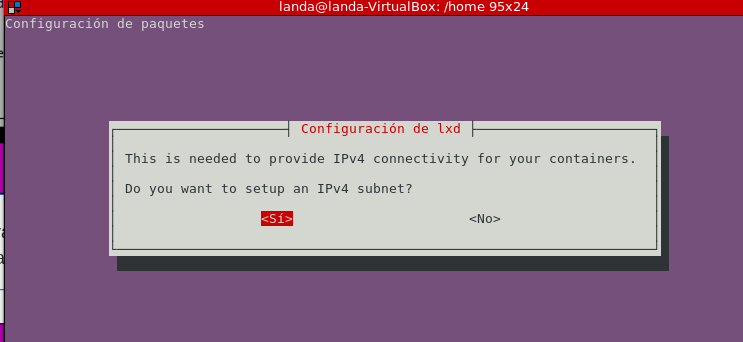 landa@landa-VirtualBox: /home 95x24
Configuración de paquetes
Configuración de lxd
This is needed to provide IPv4 connectivity for your containers.
Do you want to setup an IPv4 subnet?
<Sí> <No>